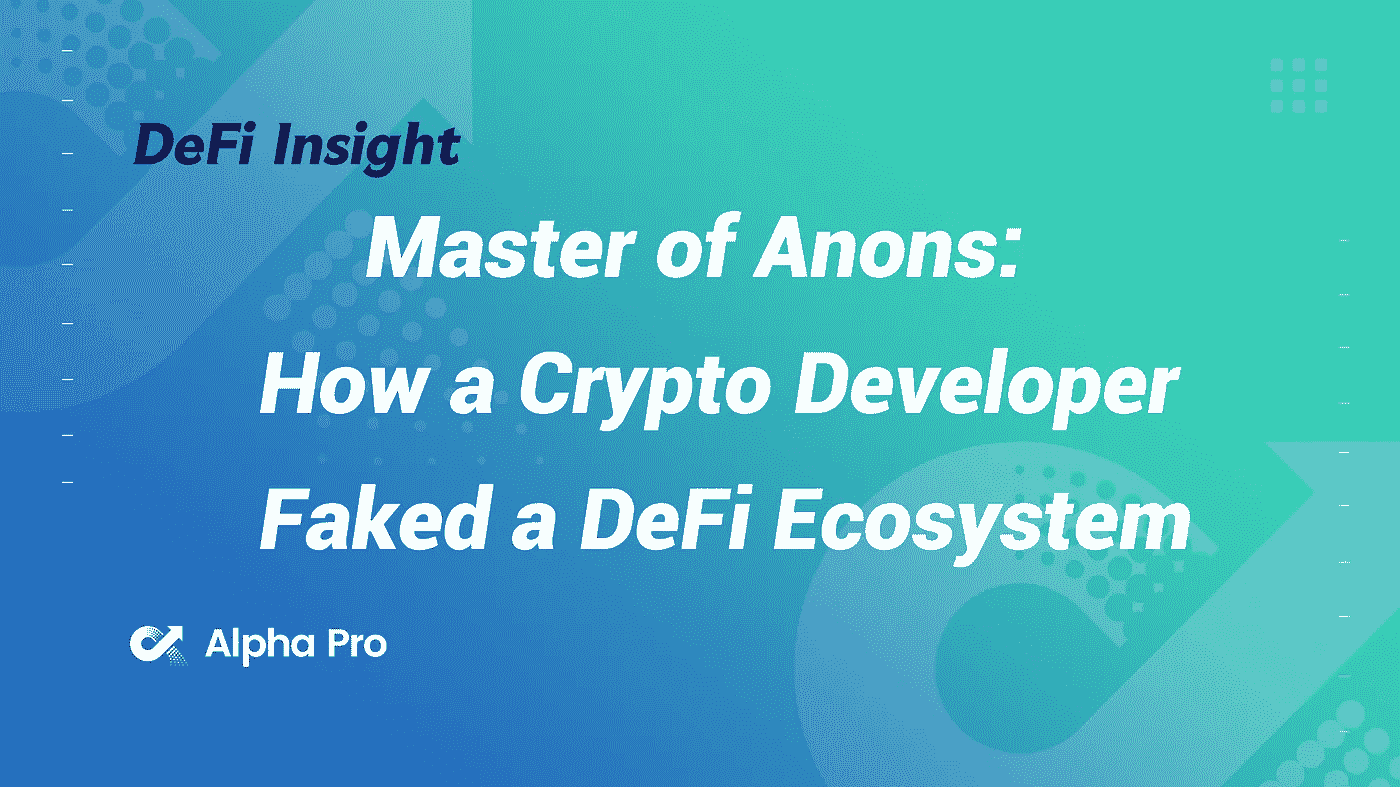 DeFi Insight
Master of Anons:
How a Crypto Developer
Faked a DeFi Ecosystem
Alpha Pro